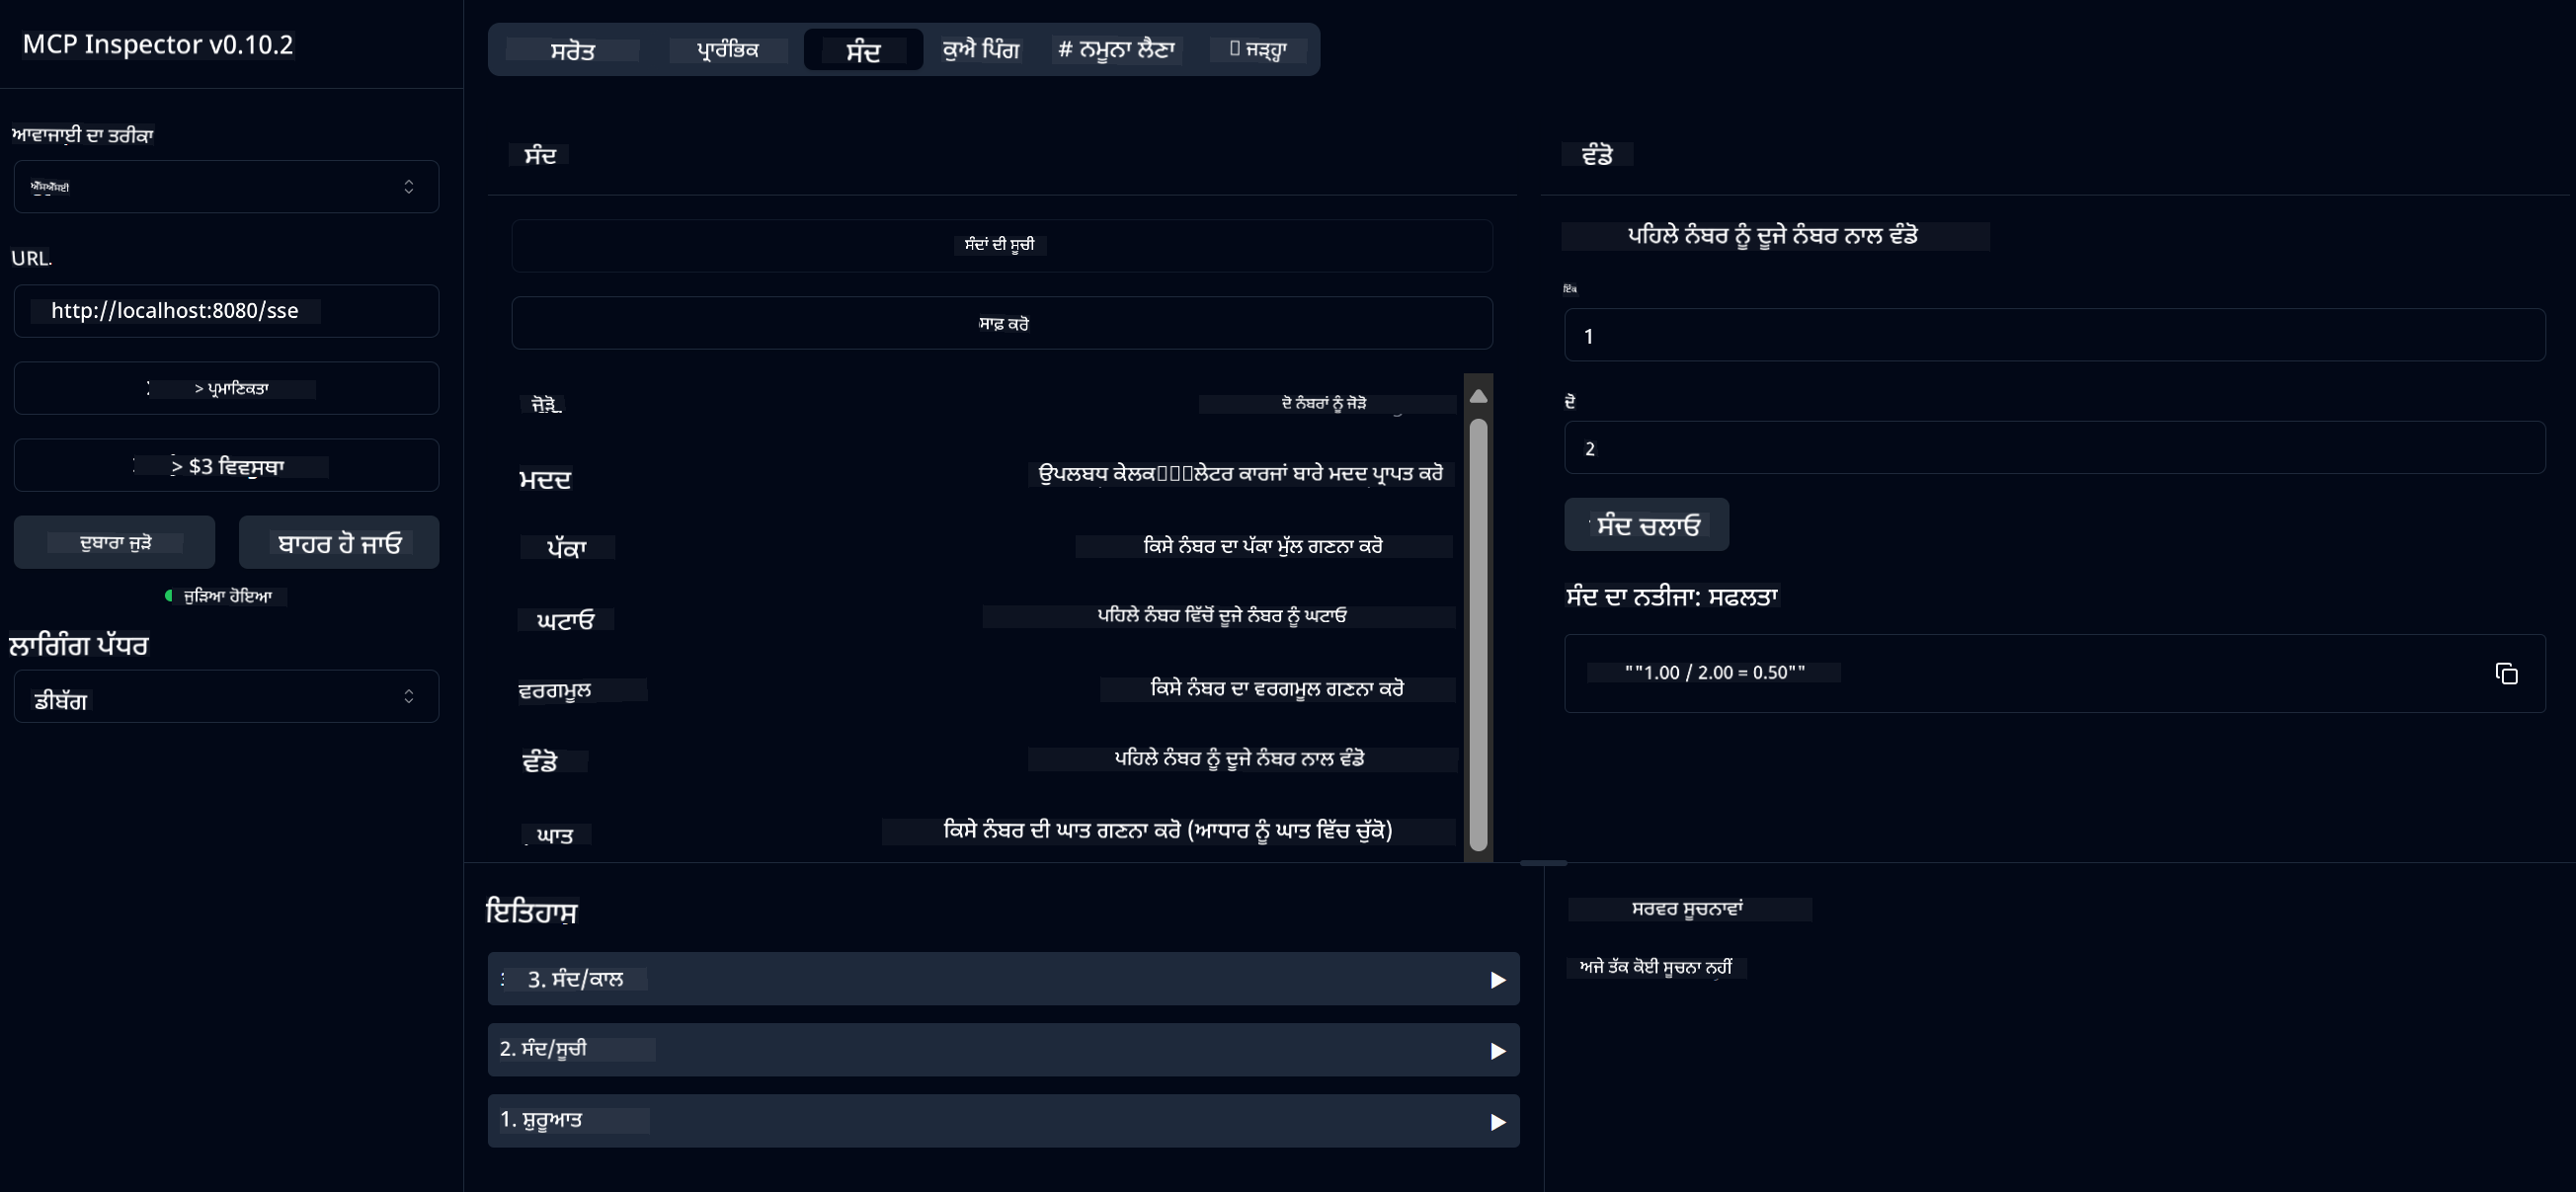 MCP Inspector v0.10.2
ਆਵਾਜਾਈ ਦਾ ਤਰੀਕਾ
ਐੱਸਐੱਸਈ
URL
http://localhost:8080/sse
> ਪ੍ਰਮਾਣਿਕਤਾ
> $3 ਵਿਵਸਥਾ
ਦੁਬਾਰਾ ਜੁੜੋ
ਬਾਹਰ ਹੋ ਜਾਓ
ਜੁੜਿਆ ਹੋਇਆ
ਲਾਗਿੰਗ ਪੱਧਰ
ਡੀਬੱਗ
ਸਰੋਤ
ਪ੍ਰਾਰੰਭਿਕ
ਸੰਦ
ਕੁਐ ਪਿੰਗ
# ਨਮੂਨਾ ਲੈਣਾ
ਜੜ੍ਹਾ
ਸੰਦ
ਸੰਦਾਂ ਦੀ ਸੂਚੀ
ਸਾਫ਼ ਕਰੋ
ਜੋੜੋ
ਦੋ ਨੰਬਰਾਂ ਨੂੰ ਜੋੜੋ
ਮਦਦ
ਉਪਲਬਧ ਕੇਲਕ▯▯▯ਲੇਟਰ ਕਾਰਜਾਂ ਬਾਰੇ ਮਦਦ ਪ੍ਰਾਪਤ ਕਰੋ
ਪੱਕਾ
ਕਿਸੇ ਨੰਬਰ ਦਾ ਪੱਕਾ ਮੁੱਲ ਗਣਨਾ ਕਰੋ
ਘਟਾਓ
ਪਹਿਲੇ ਨੰਬਰ ਵਿੱਚੋਂ ਦੂਜੇ ਨੰਬਰ ਨੂੰ ਘਟਾਓ
ਵਰਗਮੂਲ
ਕਿਸੇ ਨੰਬਰ ਦਾ ਵਰਗਮੂਲ ਗਣਨਾ ਕਰੋ
ਵੰਡੋ
ਪਹਿਲੇ ਨੰਬਰ ਨੂੰ ਦੂਜੇ ਨੰਬਰ ਨਾਲ ਵੰਡੋ
ਘਾਤ
ਕਿਸੇ ਨੰਬਰ ਦੀ ਘਾਤ ਗਣਨਾ ਕਰੋ (ਆਧਾਰ ਨੂੰ ਘਾਤ ਵਿੱਚ ਚੁੱਕੋ)
ਵੰਡੋ
ਪਹਿਲੇ ਨੰਬਰ ਨੂੰ ਦੂਜੇ ਨੰਬਰ ਨਾਲ ਵੰਡੋ
ਇੱਕ
1
ਦੋ
2
ਸੰਦ ਚਲਾਓ
ਸੰਦ ਦਾ ਨਤੀਜਾ: ਸਫਲਤਾ
""1.00 / 2.00 = 0.50""
ਇਤਿਹਾਸ
3. ਸੰਦ/ਕਾਲ
2. ਸੰਦ/ਸੂਚੀ
1. ਸ਼ੁਰੂਆਤ
ਸਰਵਰ ਸੂਚਨਾਵਾਂ
ਅਜੇ ਤੱਕ ਕੋਈ ਸੂਚਨਾ ਨਹੀਂ